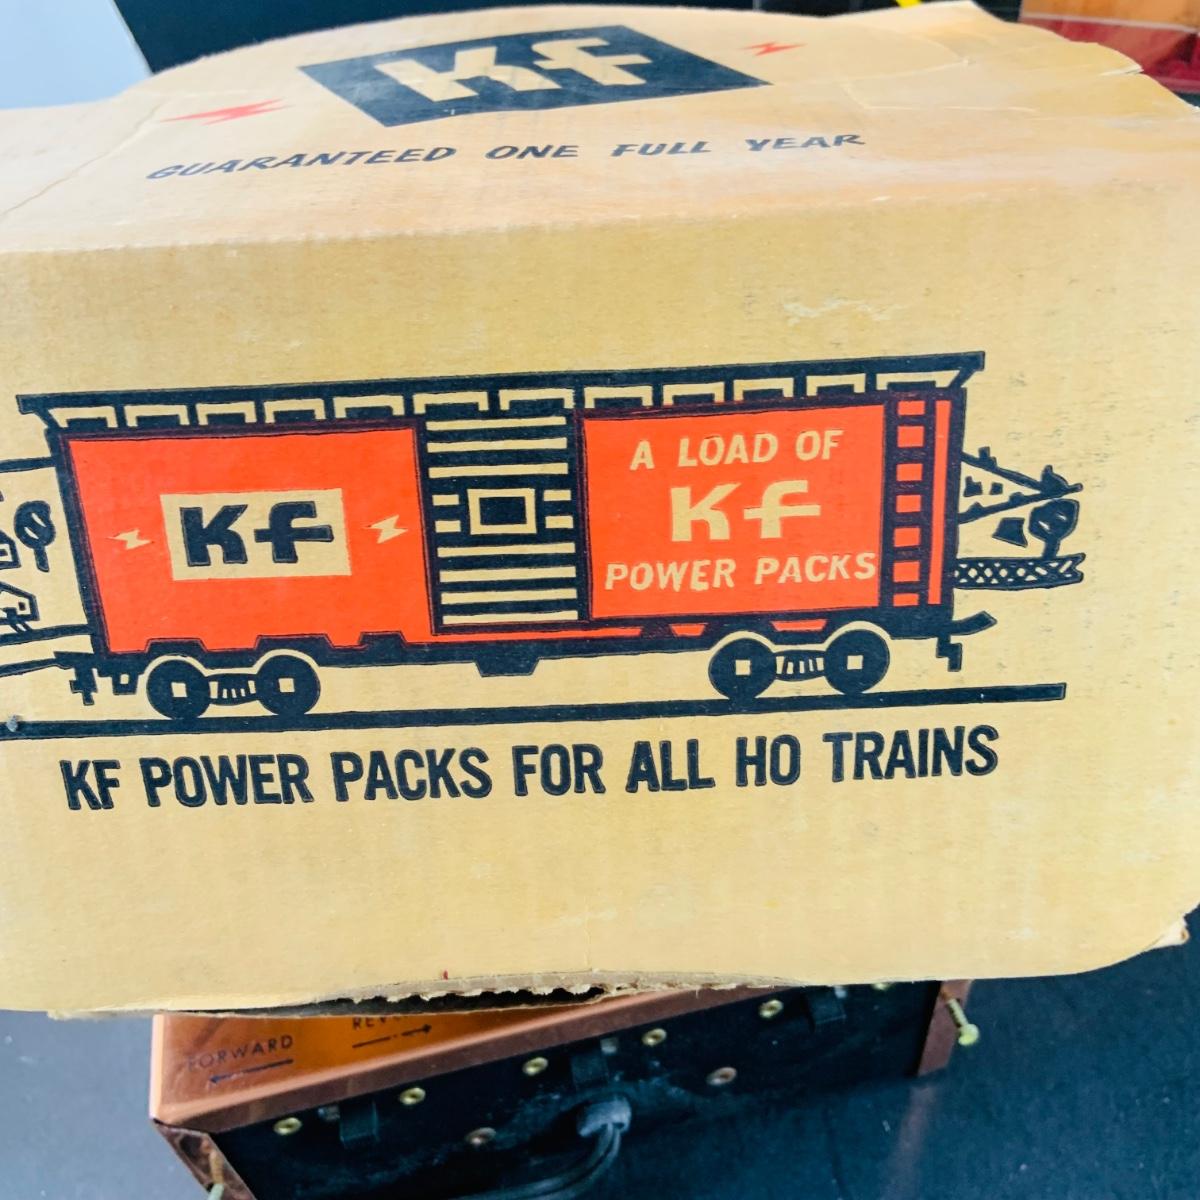 Kf
GUARANTEED ONE FULL YEAR
Kf
A LOAD OF
Kf
POWER PACKS
KF POWER PACKS FOR ALL HO TRAINS
FORWARD